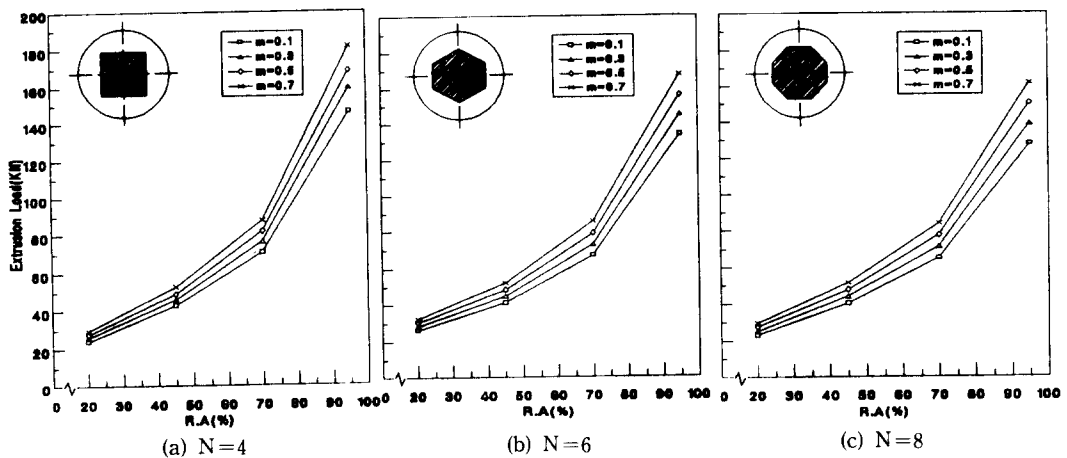 200
180
160
140
120
100
80
60
40
20
0
Extrusion Load(KN)
m=0.1
m=0.3
m=0.5
m=0.7
0 20 30 40 50 60 70 80 90 100
R.A(%)
(a) N=4
m=0.1
m=0.3
m=0.5
m=0.7
0 20 30 40 50 60 70 80 90 100
R.A(%)
(b) N=6
m=0.1
m=0.3
m=0.5
m=0.7
0 20 30 40 50 60 70 80 90 100
R.A(%)
(c) N=8